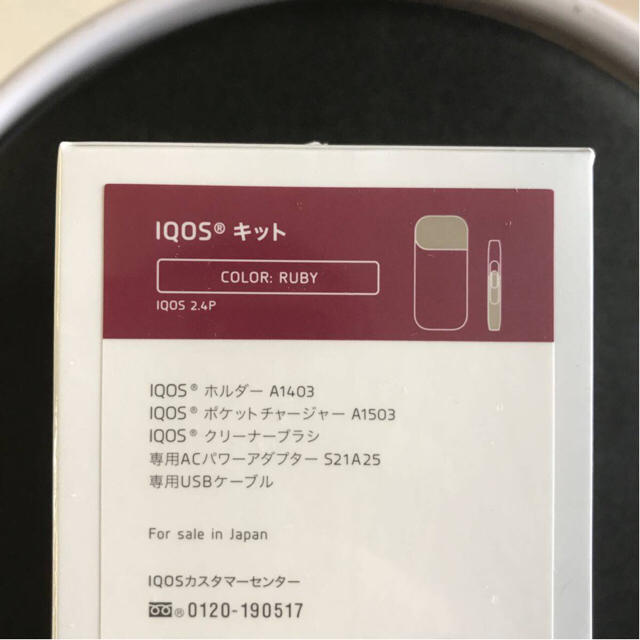 IQOS® キット
COLOR: RUBY
IQOS 2.4P
IQOS® ホルダー A1403
IQOS® ポケットチャージャー A1503
IQOS® クリーナーブラシ
専用ACパワーアダプター S21A25
専用USBケーブル
For sale in Japan
IQOSカスタマーセンター
® 0120-190517